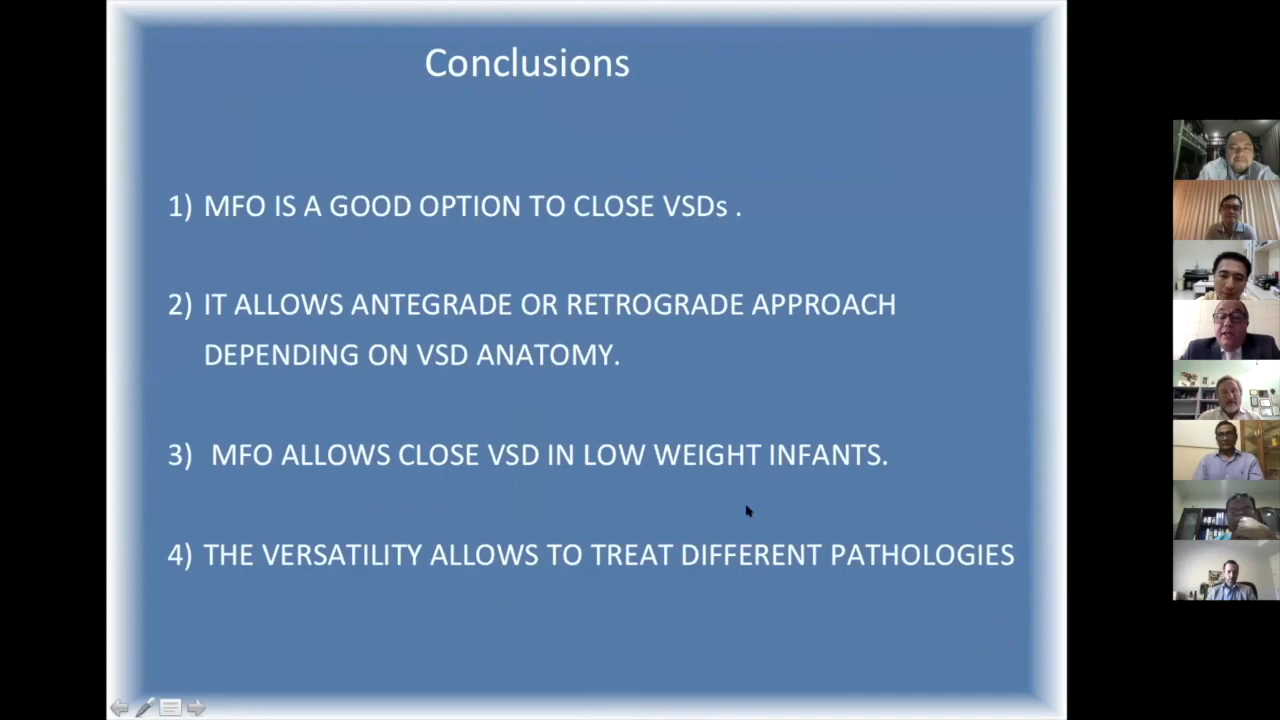 Conclusions
1) MFO IS A GOOD OPTION TO CLOSE VSDs .
2) IT ALLOWS ANTEGRADE OR RETROGRADE APPROACH
DEPENDING ON VSD ANATOMY.
3) MFO ALLOWS CLOSE VSD IN LOW WEIGHT INFANTS.
4) THE VERSATILITY ALLOWS TO TREAT DIFFERENT PATHOLOGIES